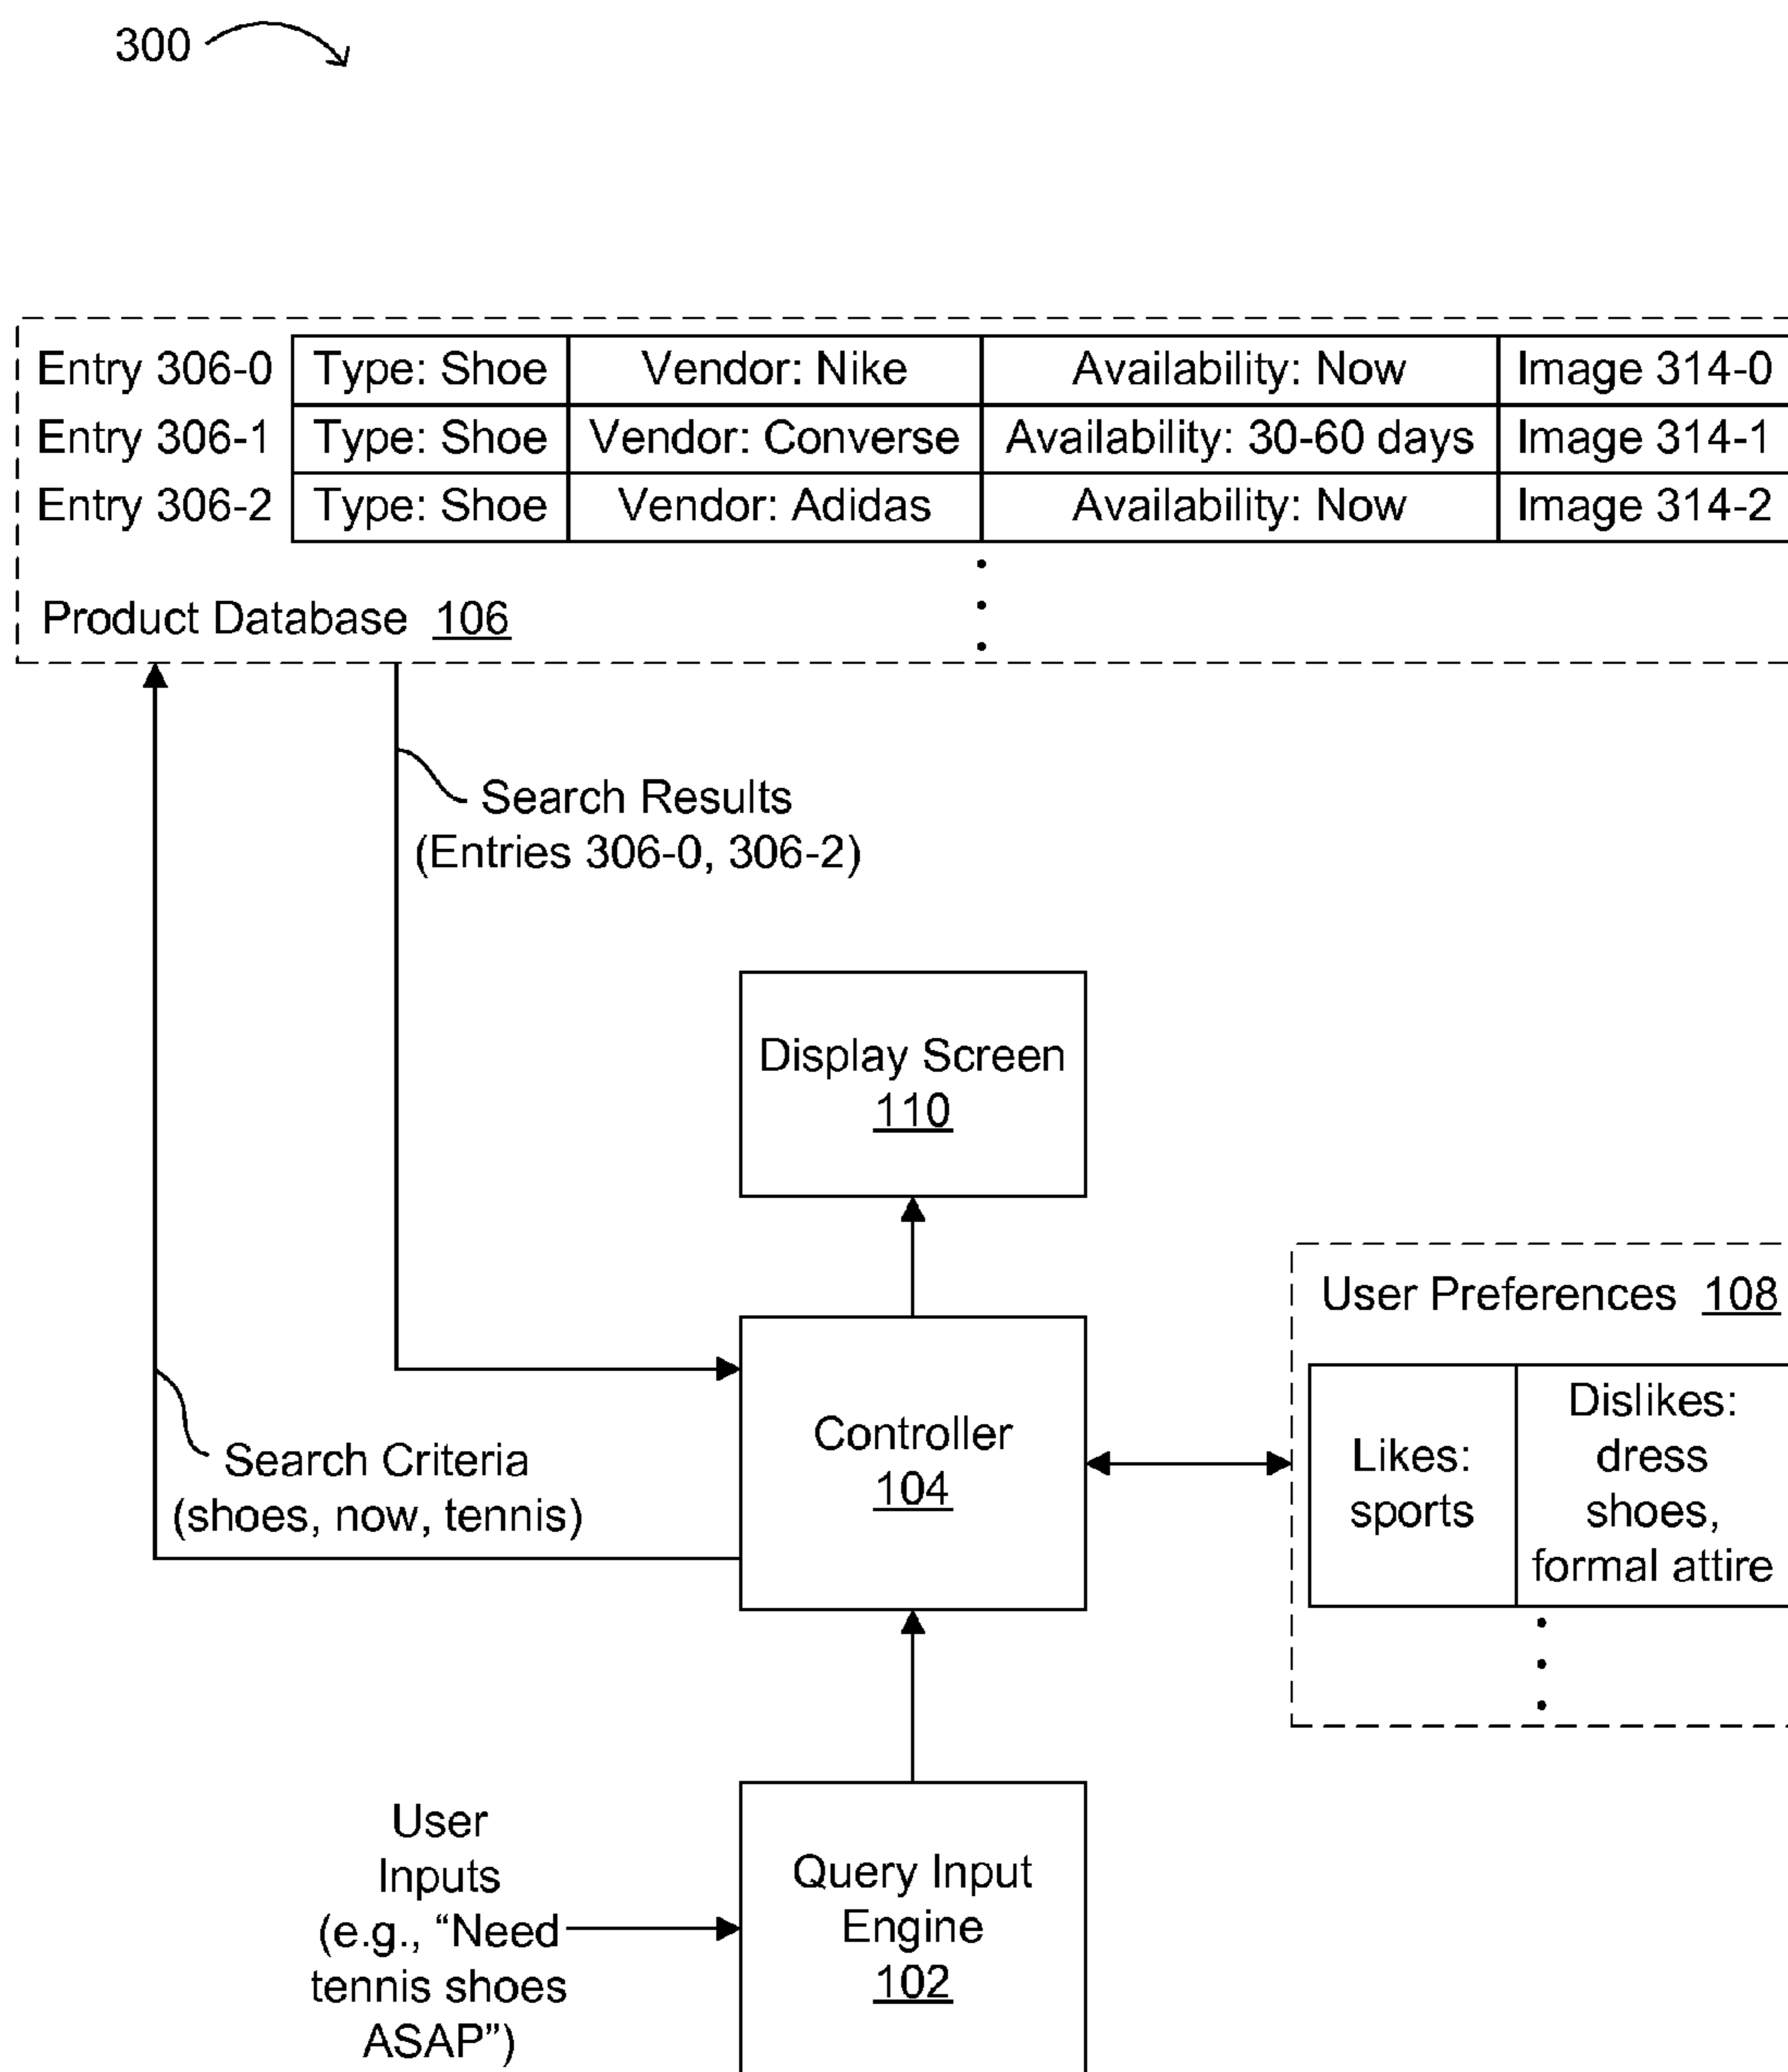 300
Entry 306-0 Type: Shoe Vendor: Nike Availability: Now Image 314-0
Entry 306-1 Type: Shoe Vendor: Converse Availability: 30-60 days Image 314-1
Entry 306-2 Type: Shoe Vendor: Adidas Availability: Now Image 314-2
Product Database 106
Search Results
(Entries 306-0, 306-2)
Display Screen
110
User Preferences 108
Likes:
sports
Dislikes:
dress
shoes,
formal attire
Controller
104
Search Criteria
(shoes, now, tennis)
User
Inputs
(e.g., “Need
tennis shoes
ASAP”)
Query Input
Engine
102